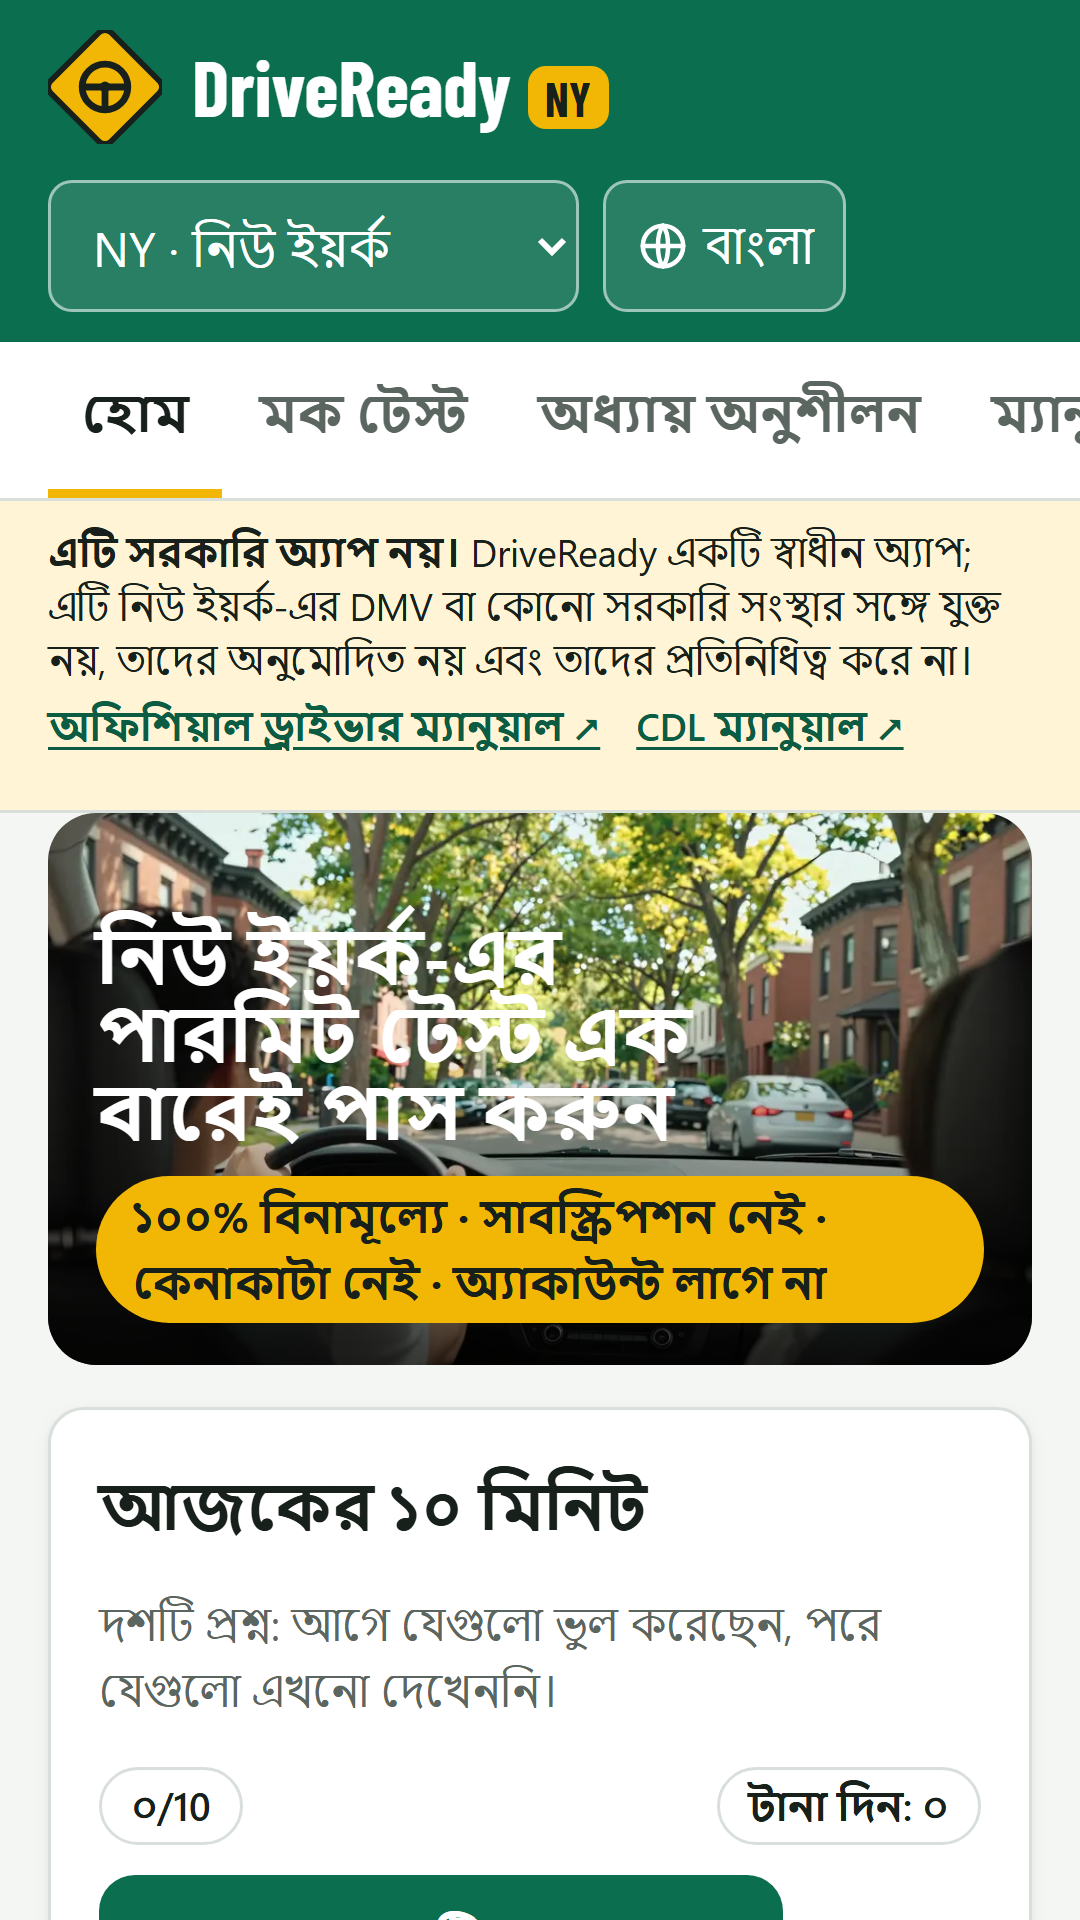 DriveReady NY
NY · নিউ ইয়র্ক
বাংলা
হোম মক টেস্ট অধ্যায় অনুশীলন
এটি সরকারি অ্যাপ নয়। DriveReady একটি স্বাধীন অ্যাপ;
এটি নিউ ইয়র্ক-এর DMV বা কোনো সরকারি সংস্থার সঙ্গে যুক্ত
নয়, তাদের অনুমোদিত নয় এবং তাদের প্রতিনিধিত্ব করে না।
অফিশিয়াল ড্রাইভার ম্যানুয়াল ↗ CDL ম্যানুয়াল ↗
নিউ ইয়র্ক-এর
পারমিট টেস্ট এক
বারেই পাস করুন
১০০% বিনামূল্যে · সাবস্ক্রিপশন নেই ·
কেনাকাটা নেই · অ্যাকাউন্ট লাগে না
আজকের ১০ মিনিট
দশটি প্রশ্ন: আগে যেগুলো ভুল করেছেন, পরে
যেগুলো এখনো দেখেননি।
০/10
টানা দিন: ০